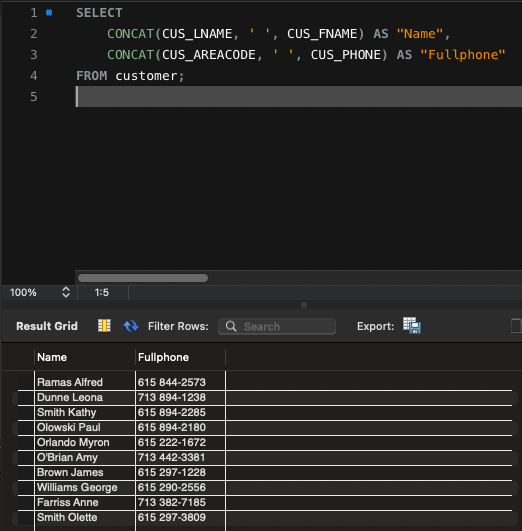 1 SELECT
2 CONCAT(CUS_LNAME, ' ', CUS_FNAME) AS "Name",
3 CONCAT(CUS_AREACODE, ' ', CUS_PHONE) AS "Fullphone"
4 FROM customer;
5
100% 1:5
Result Grid Filter Rows: Search Export:
Name Fullphone
Ramas Alfred 615 844-2573
Dunne Leona 713 894-1238
Smith Kathy 615 894-2285
Olowski Paul 615 894-2180
Orlando Myron 615 222-1672
O'Brian Amy 713 442-3381
Brown James 615 297-1228
Williams George 615 290-2556
Farriss Anne 713 382-7185
Smith Olette 615 297-3809